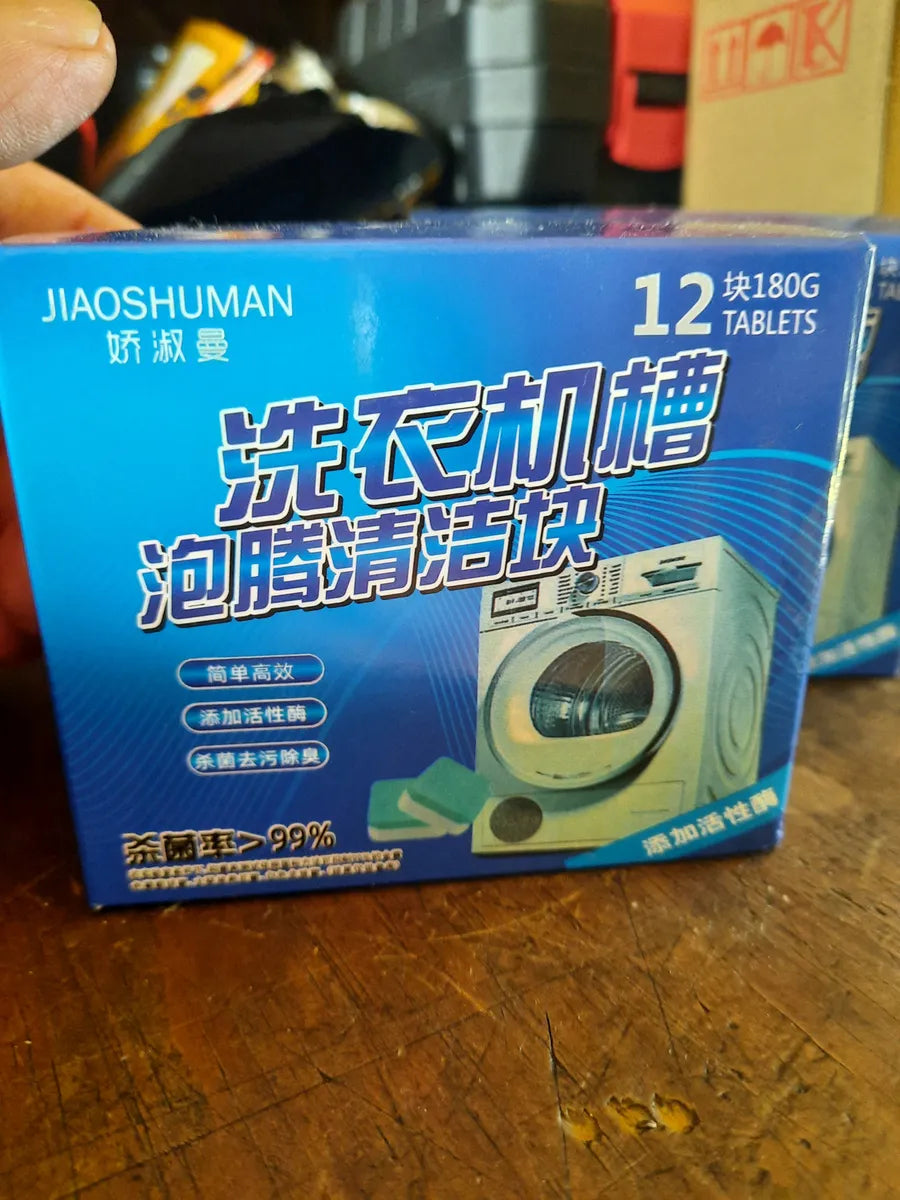 JIAOSHUMAN
娇淑曼
12 块180G
TABLETS
洗衣机槽
泡腾清洁块
简单高效
添加活性酶
杀菌去污除臭
杀菌率>99%
添加活性酶